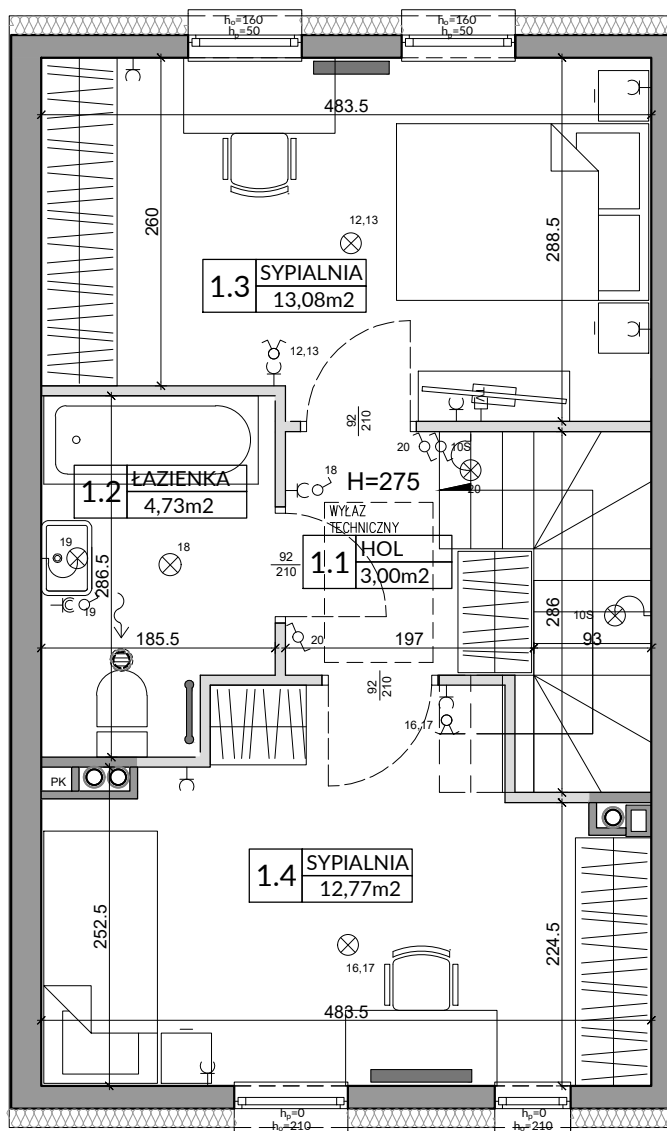 hₒ=160
hₚ=50
hₒ=160
hₚ=50
483.5
260
288.5
12,13
1.3 SYPIALNIA
13,08m2
12,13
92
210
20
10S
18
H=275
20
1.2 ŁAZIENKA
4,73m2
WYŁAZ
TECHNICZNY
1.1 HOL
3,00m2
19
18
92
210
286.5
19
286
10S
185.5
20
197
93
92
210
16,17
PK
1.4 SYPIALNIA
12,77m2
252.5
224.5
16,17
483.5
hₚ=0
hₒ=210
hₚ=0
hₒ=210